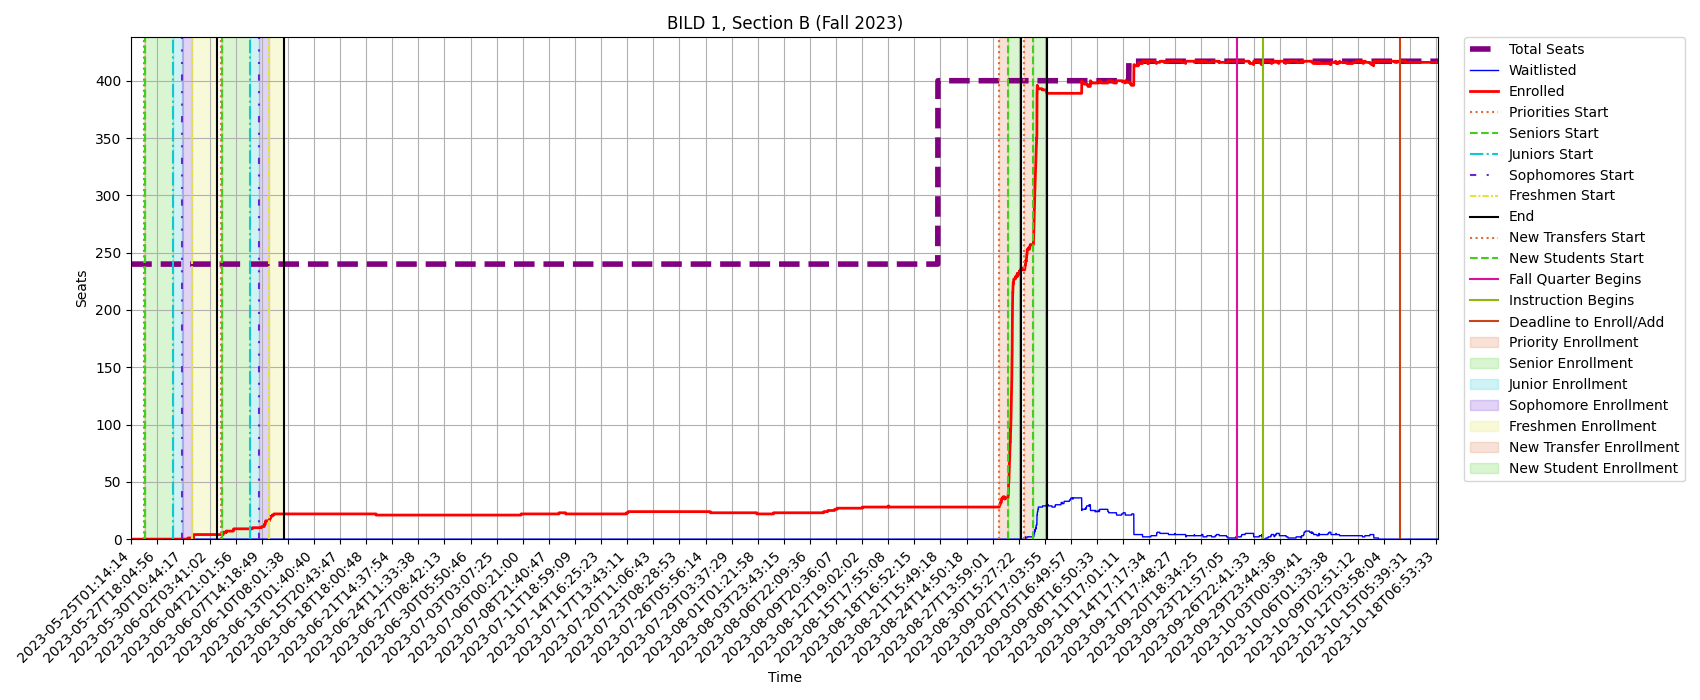 BILD 1, Section B (Fall 2023)
Seats
400
350
300
250
200
150
100
50
0
2023-05-25T01:14:14
2023-05-27T18:04:56
2023-05-30T10:44:17
2023-06-02T03:41:02
2023-06-04T21:01:56
2023-06-07T14:18:49
2023-06-10T08:01:38
2023-06-13T01:40:40
2023-06-15T20:43:47
2023-06-18T18:00:48
2023-06-21T14:37:54
2023-06-24T11:33:38
2023-06-27T08:42:13
2023-06-30T05:50:46
2023-07-03T03:07:25
2023-07-06T00:21:00
2023-07-08T21:40:47
2023-07-11T18:59:09
2023-07-14T16:25:23
2023-07-17T13:43:11
2023-07-20T11:06:43
2023-07-23T08:28:53
2023-07-26T05:56:14
2023-07-29T03:37:29
2023-08-01T01:21:58
2023-08-03T23:43:15
2023-08-06T22:09:36
2023-08-09T20:36:07
2023-08-12T19:02:02
2023-08-15T17:55:08
2023-08-18T16:52:15
2023-08-21T15:49:18
2023-08-24T14:50:18
2023-08-27T13:59:01
2023-08-30T15:27:22
2023-09-02T17:03:55
2023-09-05T16:49:57
2023-09-08T16:50:33
2023-09-11T17:01:11
2023-09-14T17:17:34
2023-09-17T17:48:27
2023-09-20T18:34:25
2023-09-23T21:57:05
2023-09-26T22:41:33
2023-09-29T23:44:36
2023-10-03T00:39:41
2023-10-06T01:33:38
2023-10-09T02:51:12
2023-10-12T03:58:04
2023-10-15T05:39:31
2023-10-18T06:53:33
Time
Total Seats
Waitlisted
Enrolled
Priorities Start
Seniors Start
Juniors Start
Sophomores Start
Freshmen Start
End
New Transfers Start
New Students Start
Fall Quarter Begins
Instruction Begins
Deadline to Enroll/Add
Priority Enrollment
Senior Enrollment
Junior Enrollment
Sophomore Enrollment
Freshmen Enrollment
New Transfer Enrollment
New Student Enrollment